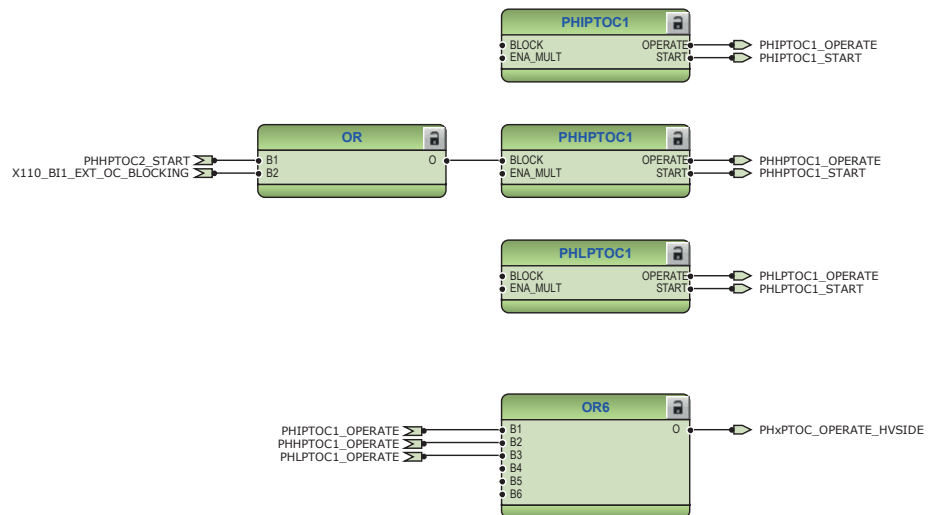 PHIPTOC1
BLOCK OPERATE PHIPTOC1_OPERATE
ENA_MULT START PHIPTOC1_START
OR PHHPTOC1
PHHPTOC2_START B1 O BLOCK OPERATE PHHPTOC1_OPERATE
X110_BI1_EXT_OC_BLOCKING B2 ENA_MULT START PHHPTOC1_START
PHLPTOC1
BLOCK OPERATE PHLPTOC1_OPERATE
ENA_MULT START PHLPTOC1_START
OR6
PHIPTOC1_OPERATE B1 O PHxPTOC_OPERATE_HVSIDE
PHHPTOC1_OPERATE B2
PHLPTOC1_OPERATE B3
B4
B5
B6